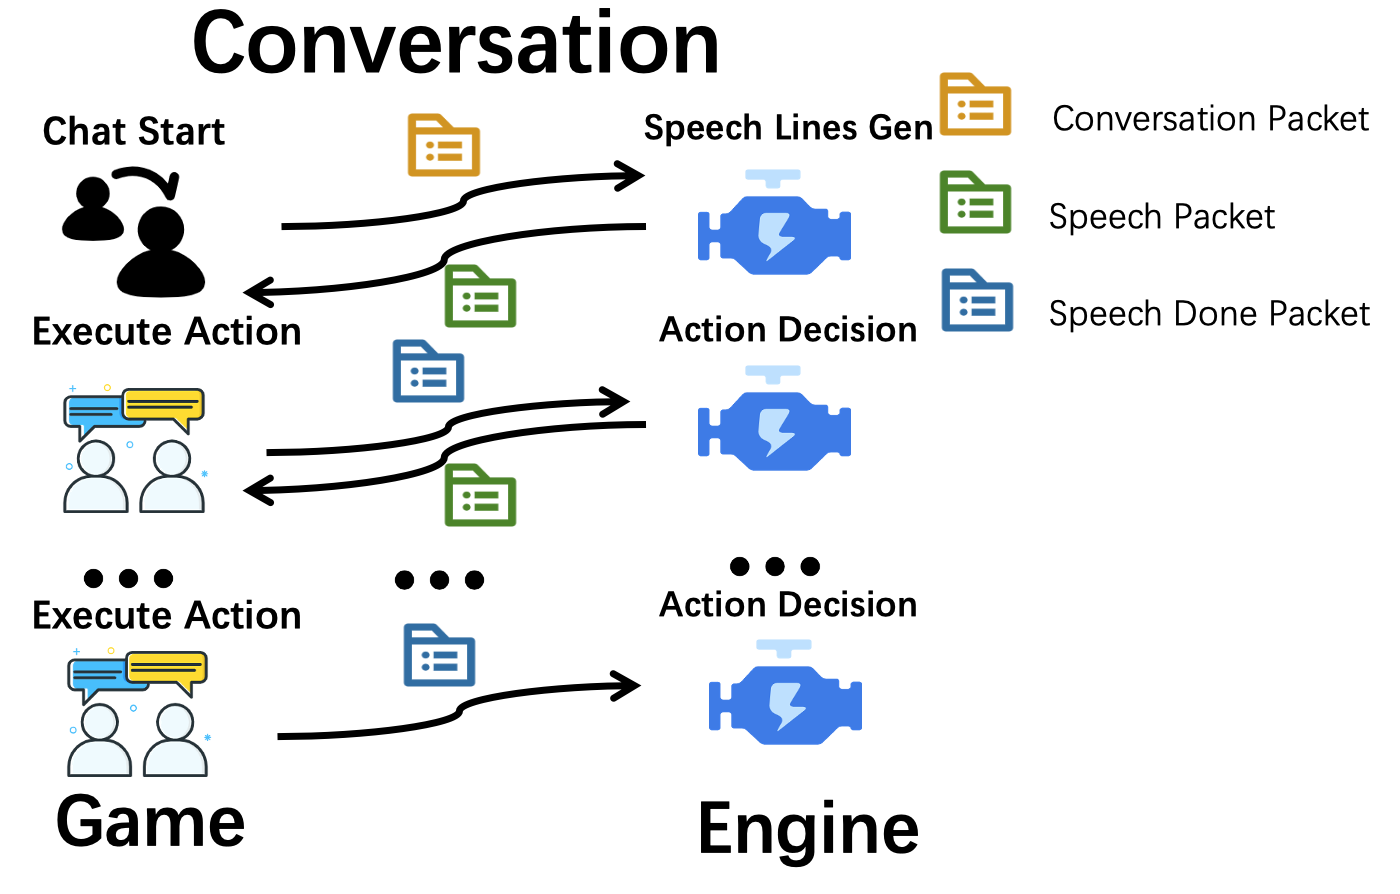 Conversation
Chat Start
Speech Lines Gen
Conversation Packet
Speech Packet
Execute Action
Action Decision
Speech Done Packet
Execute Action
Action Decision
Game
Engine